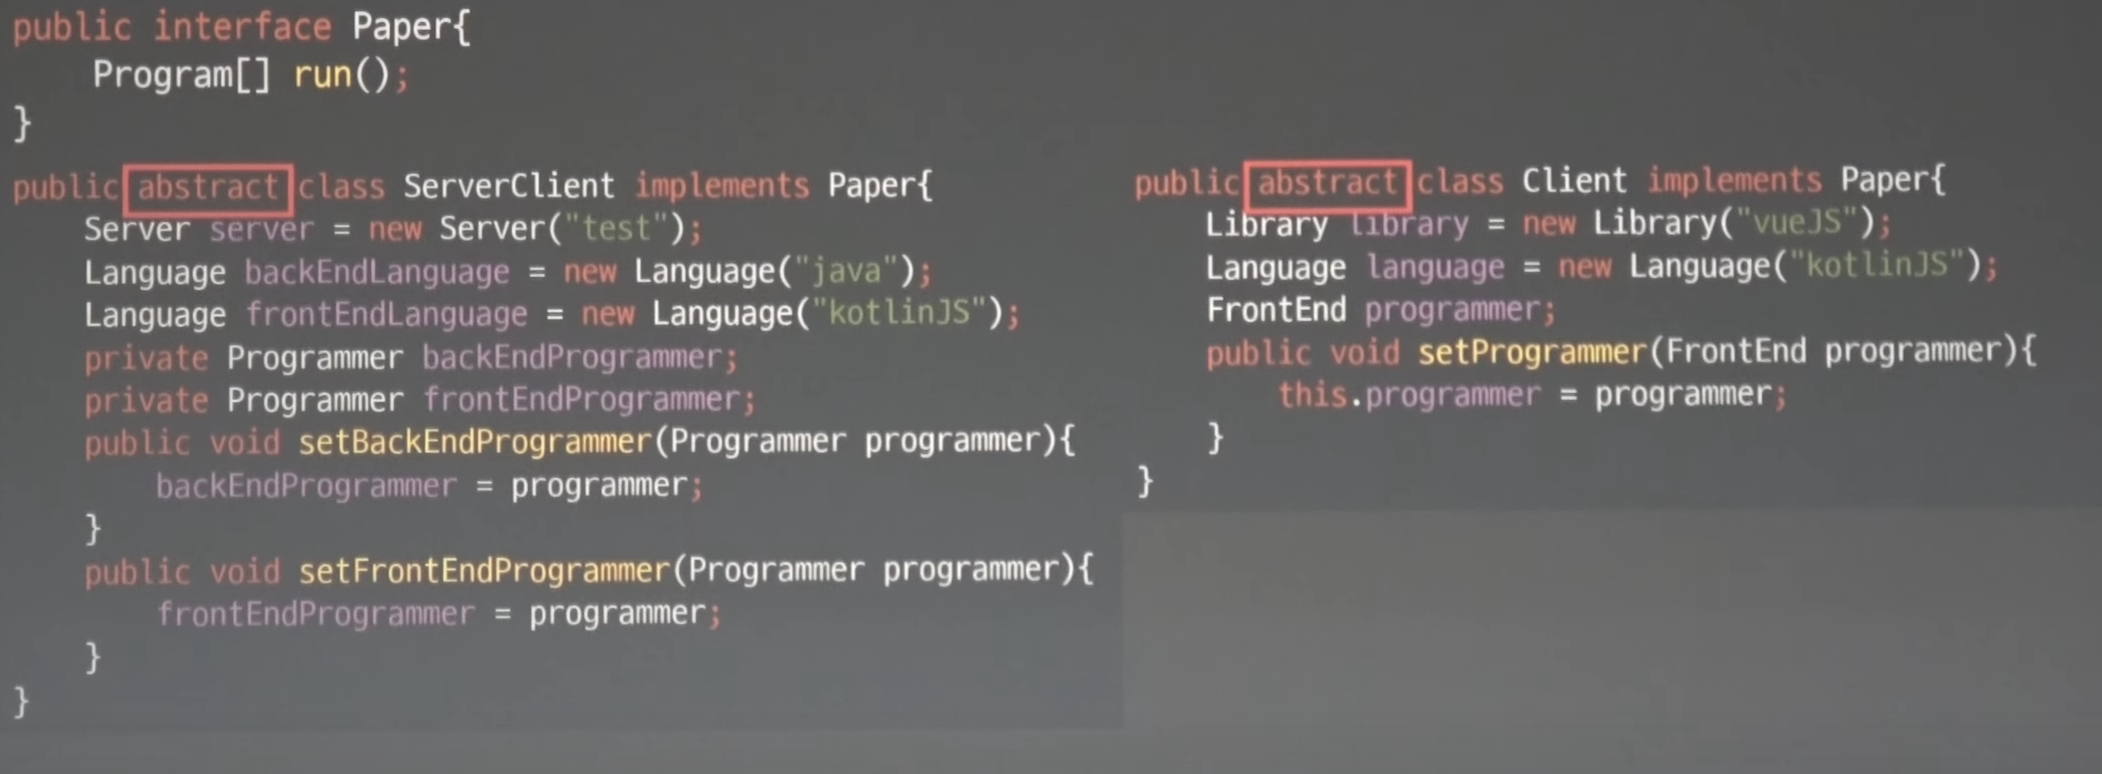 public interface Paper{
    Program[] run();
}
public abstract class ServerClient implements Paper{
    Server server = new Server("test");
    Language backEndLanguage = new Language("java");
    Language frontEndLanguage = new Language("kotlinJS");
    private Programmer backEndProgrammer;
    private Programmer frontEndProgrammer;
    public void setBackEndProgrammer(Programmer programmer){
        backEndProgrammer = programmer;
    }
    public void setFrontEndProgrammer(Programmer programmer){
        frontEndProgrammer = programmer;
    }
}
public abstract class Client implements Paper{
    Library library = new Library("vueJS");
    Language language = new Language("kotlinJS");
    FrontEnd programmer;
    public void setProgrammer(FrontEnd programmer){
        this.programmer = programmer;
    }
}